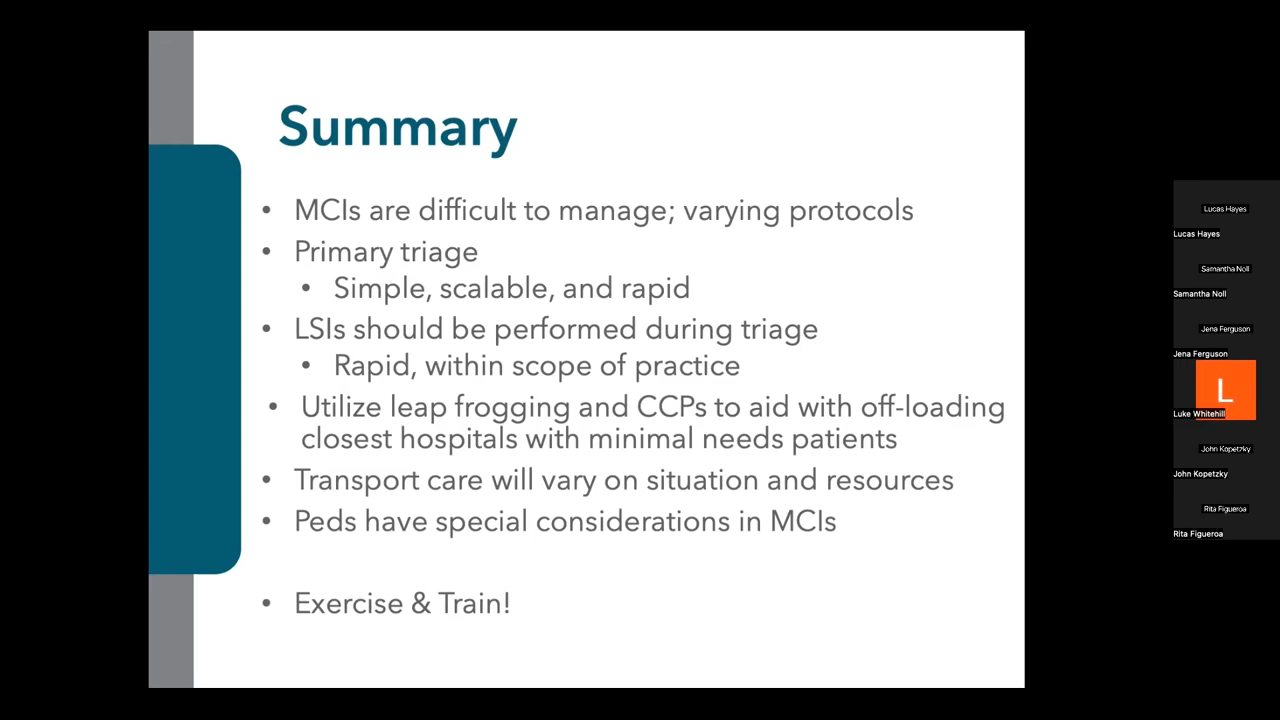 Summary
• MCIs are difficult to manage; varying protocols
• Primary triage
• Simple, scalable, and rapid
• LSIs should be performed during triage
• Rapid, within scope of practice
• Utilize leap frogging and CCPs to aid with off-loading
closest hospitals with minimal needs patients
• Transport care will vary on situation and resources
• Peds have special considerations in MCIs
• Exercise & Train!
Lucas Hayes
Lucas Hayes
Samantha Noll
Samantha Noll
Jena Ferguson
Jena Ferguson
L
Luke Whitehill
John Kopetzky
John Kopetzky
Rita Figueroa
Rita Figueroa